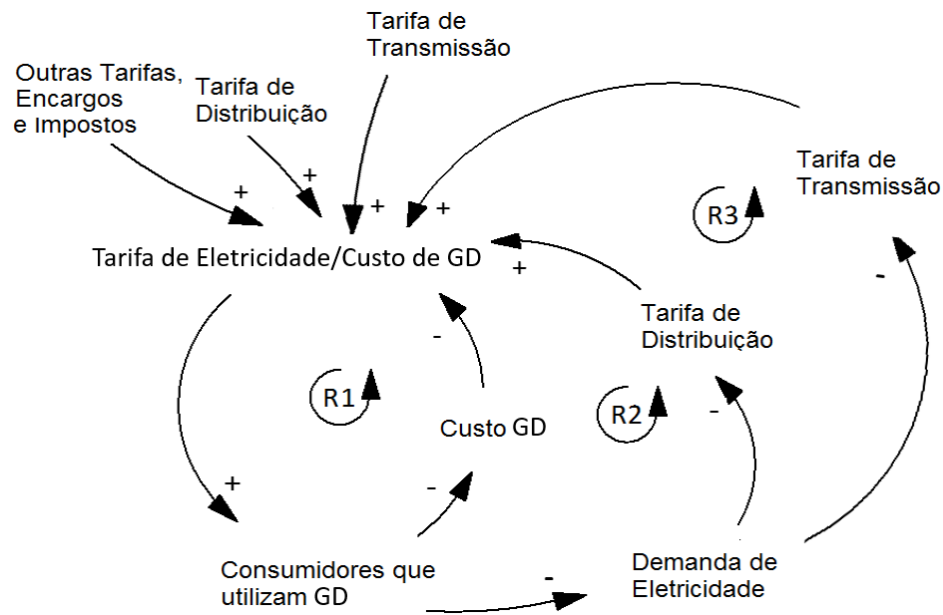 Tarifa de
Transmissão
Outras Tarifas,
Encargos
e Impostos
Tarifa de
Distribuição
+
+
+
+
Tarifa de
Transmissão
R3
Tarifa de Eletricidade/Custo de GD
+
-
Tarifa de
Distribuição
-
R1
Custo GD
R2
-
+
-
Consumidores que
utilizam GD
-
Demanda de
Eletricidade